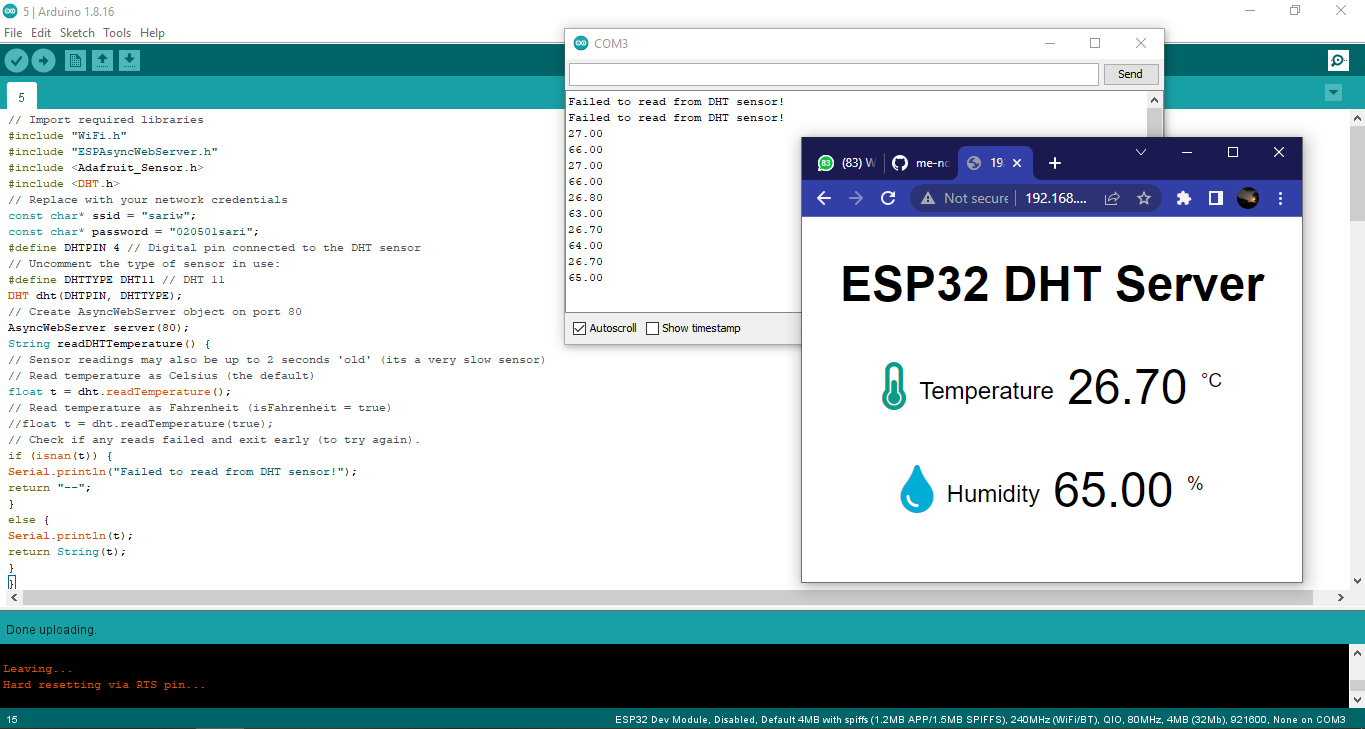 5 | Arduino 1.8.16
File Edit Sketch Tools Help
5
// Import required libraries
#include "WiFi.h"
#include "ESPAsyncWebServer.h"
#include <Adafruit_Sensor.h>
#include <DHT.h>
// Replace with your network credentials
const char* ssid = "sariw";
const char* password = "020501sari";
#define DHTPIN 4 // Digital pin connected to the DHT sensor
// Uncomment the type of sensor in use:
#define DHTTYPE DHT11 // DHT 11
DHT dht(DHTPIN, DHTTYPE);
// Create AsyncWebServer object on port 80
AsyncWebServer server(80);
String readDHTTemperature() {
// Sensor readings may also be up to 2 seconds 'old' (its a very slow sensor)
// Read temperature as Celsius (the default)
float t = dht.readTemperature();
// Read temperature as Fahrenheit (isFahrenheit = true)
//float t = dht.readTemperature(true);
// Check if any reads failed and exit early (to try again).
if (isnan(t)) {
Serial.println("Failed to read from DHT sensor!");
return "--";
}
else {
Serial.println(t);
return String(t);
}
}
COM3
Send
Failed to read from DHT sensor!
Failed to read from DHT sensor!
27.00
66.00
27.00
66.00
26.80
63.00
26.70
64.00
26.70
65.00
Autoscroll Show timestamp
83 (83) W me-no 19
Not secure 192.168....
ESP32 DHT Server
Temperature 26.70 °C
Humidity 65.00 %
Done uploading.
Leaving...
Hard resetting via RTS pin...
15 ESP32 Dev Module, Disabled, Default 4MB with spiffs (1.2MB APP/1.5MB SPIFFS), 240MHz (WiFi/BT), QIO, 80MHz, 4MB (32Mb), 921600, None on COM3